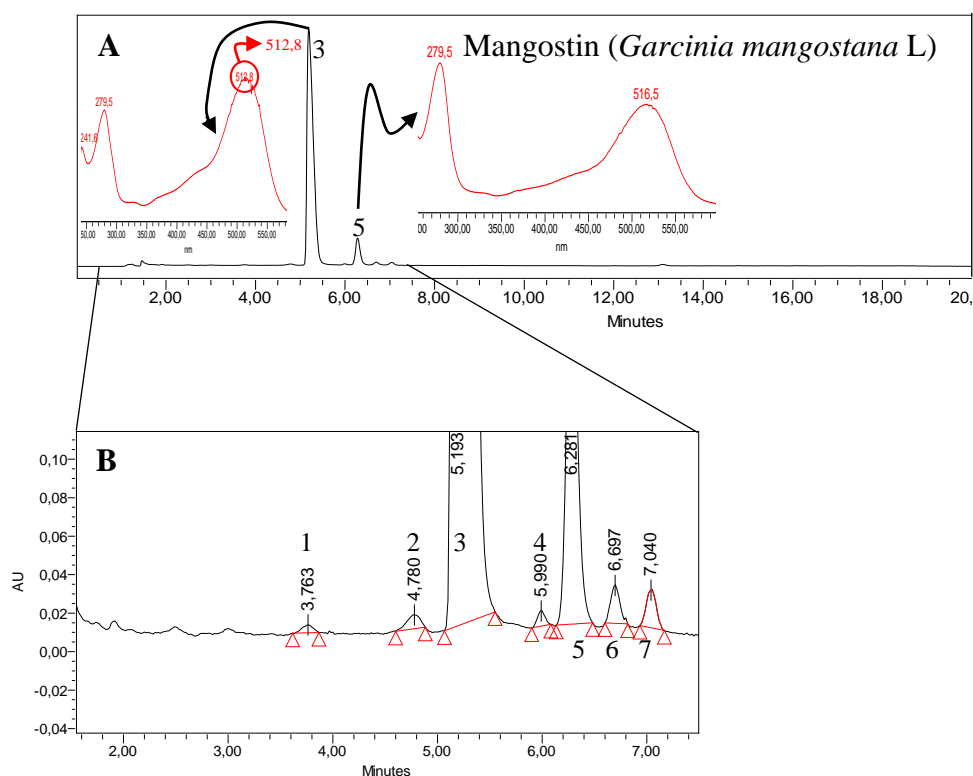 A
512,8
3
Mangostin (Garcinia mangostana L)
279,5
512,8
516,5
279,5
241,6
5
50,00 300,00 350,00 400,00 450,00 500,00 550,00
nm
00 300,00 350,00 400,00 450,00 500,00 550,00
nm
2,00 4,00 6,00 8,00 10,00 12,00 14,00 16,00 18,00 20,
Minutes
B
0,10
0,08
0,06
0,04
0,02
0,00
-0,02
-0,04
AU
1 2 3 4
3,763
4,780
5,193
5,990
6,281
6,697
7,040
5 6 7
2,00 3,00 4,00 5,00 6,00 7,00
Minutes